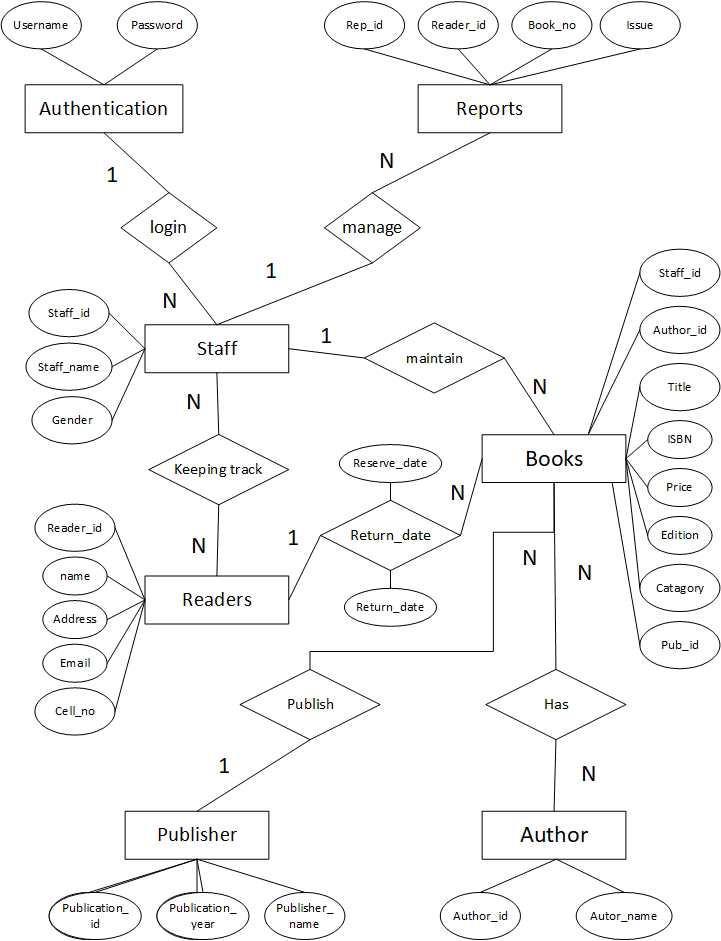 Username
Password
Rep_id
Reader_id
Book_no
Issue
Authentication
Reports
1
N
login
manage
1
N
Staff_id
Staff_name
Gender
Staff
1
maintain
N
Staff_id
Author_id
Title
ISBN
Price
Edition
Catagory
Pub_id
Books
N
Keeping track
N
Reserve_date
Return_date
Return_date
N
1
Reader_id
name
Address
Email
Cell_no
Readers
N
N
Publish
Has
1
N
Publisher
Author
Publication_
id
Publication_
year
Publisher_
name
Author_id
Autor_name